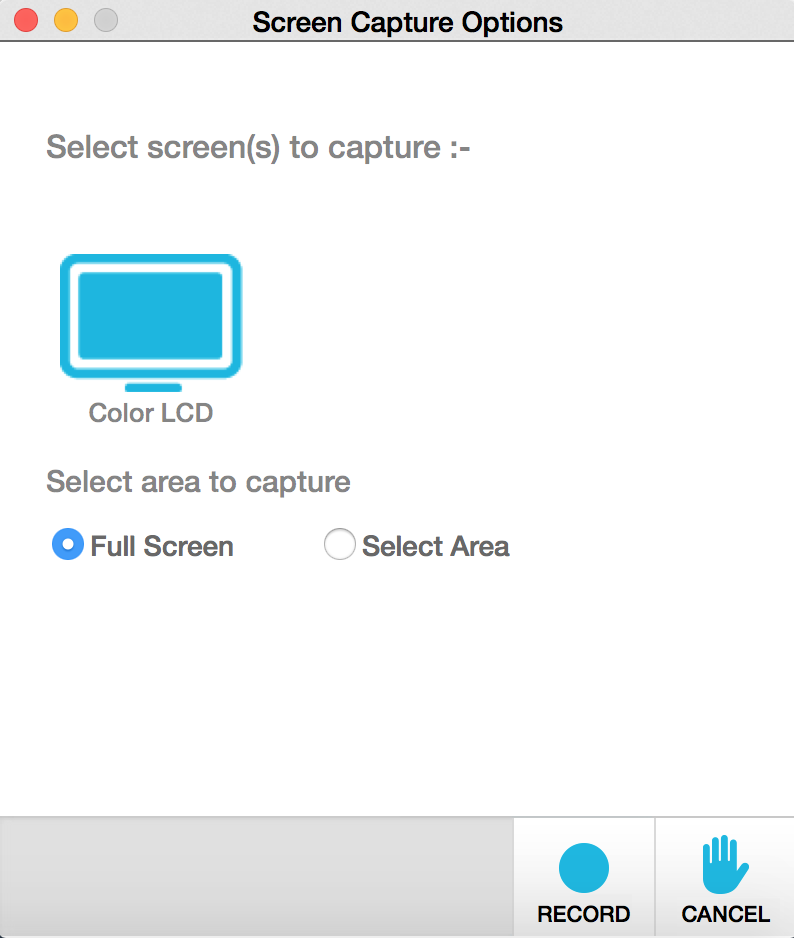 Screen Capture Options
Select screen(s) to capture :-
Color LCD
Select area to capture
Full Screen Select Area
RECORD CANCEL